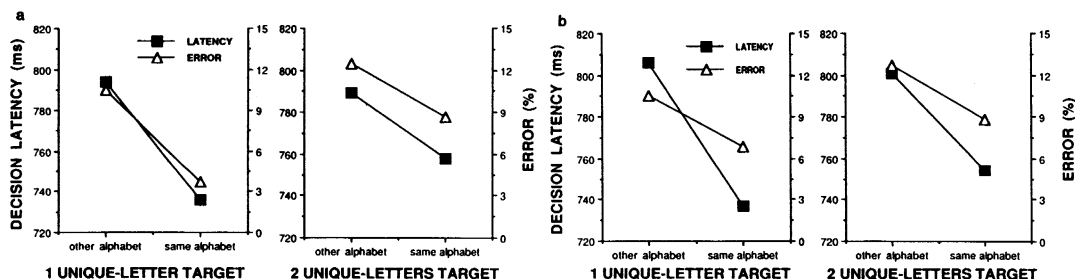 a
DECISION LATENCY (ms)
820
800
780
760
740
720
LATENCY
ERROR
15
12
9
6
3
0
other alphabet same alphabet
1 UNIQUE-LETTER TARGET
820
800
780
760
740
720
15
12
9
6
3
0
ERROR (%)
other alphabet same alphabet
2 UNIQUE-LETTERS TARGET
b
DECISION LATENCY (ms)
820
800
780
760
740
720
LATENCY
ERROR
15
12
9
6
3
0
other alphabet same alphabet
1 UNIQUE-LETTER TARGET
820
800
780
760
740
720
15
12
9
6
3
0
ERROR (%)
other alphabet same alphabet
2 UNIQUE-LETTERS TARGET